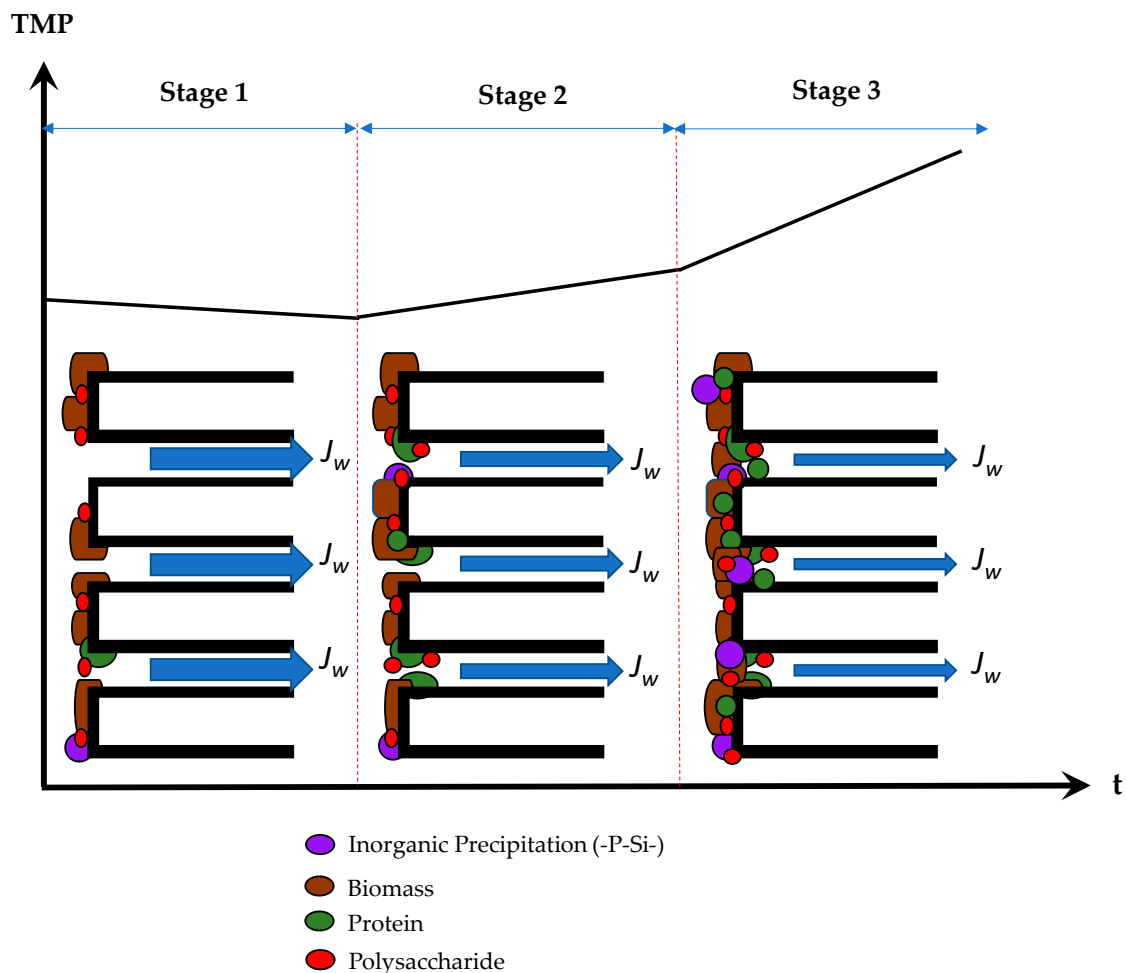 TMP
Stage 1
Stage 2
Stage 3
Jw
Jw
Jw
Jw
Jw
Jw
Jw
Jw
Jw
t
Inorganic Precipitation (-P-Si-)
Biomass
Protein
Polysaccharide